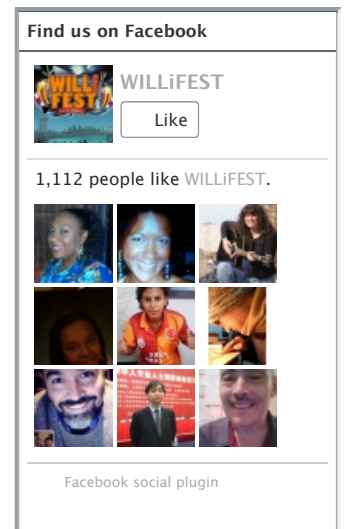 Find us on Facebook
WILLi
FEST
WILLiFEST
Like
1,112 people like WILLiFEST.
Facebook social plugin